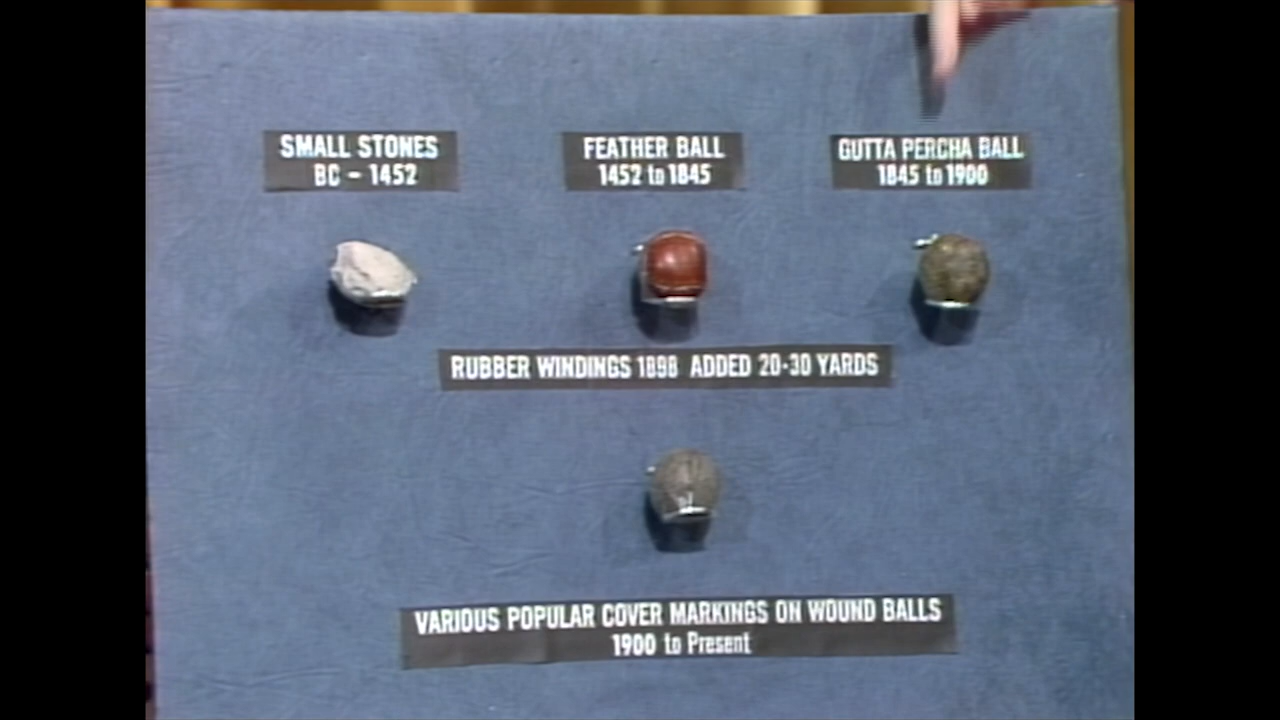 SMALL STONES
BC - 1452
FEATHER BALL
1452 to 1845
GUTTA PERCHA BALL
1845 to 1900
RUBBER WINDINGS 1898 ADDED 20-30 YARDS
VARIOUS POPULAR COVER MARKINGS ON WOUND BALLS
1900 to Present